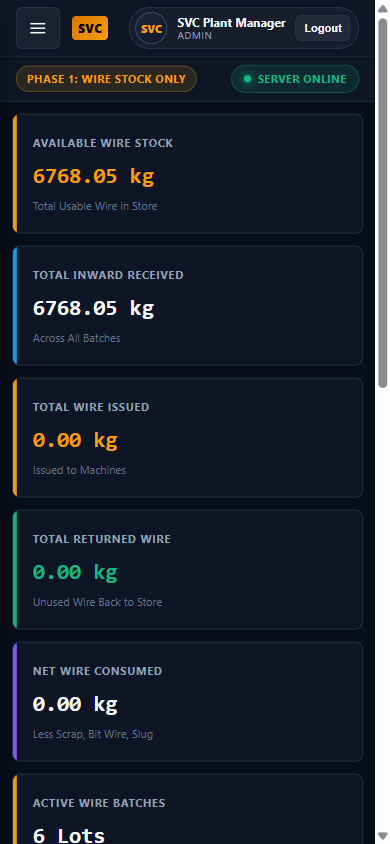 SVC
SVC
SVC Plant Manager
ADMIN
Logout
PHASE 1: WIRE STOCK ONLY
SERVER ONLINE
AVAILABLE WIRE STOCK
6768.05 kg
Total Usable Wire in Store
TOTAL INWARD RECEIVED
6768.05 kg
Across All Batches
TOTAL WIRE ISSUED
0.00 kg
Issued to Machines
TOTAL RETURNED WIRE
0.00 kg
Unused Wire Back to Store
NET WIRE CONSUMED
0.00 kg
Less Scrap, Bit Wire, Slug
ACTIVE WIRE BATCHES
6 Lots